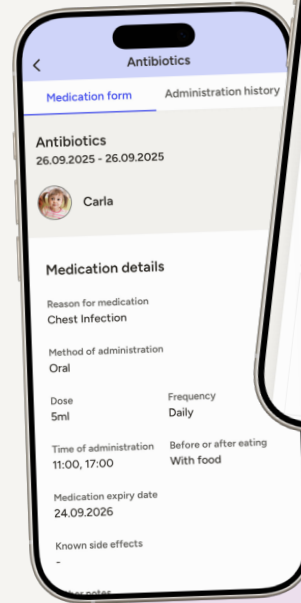 Antibiotics
Medication form Administration history
Antibiotics
26.09.2025 - 26.09.2025
Carla
Medication details
Reason for medication
Chest Infection
Method of administration
Oral
Dose Frequency
5ml Daily
Time of administration Before or after eating
11:00, 17:00 With food
Medication expiry date
24.09.2026
Known side effects
-
notes